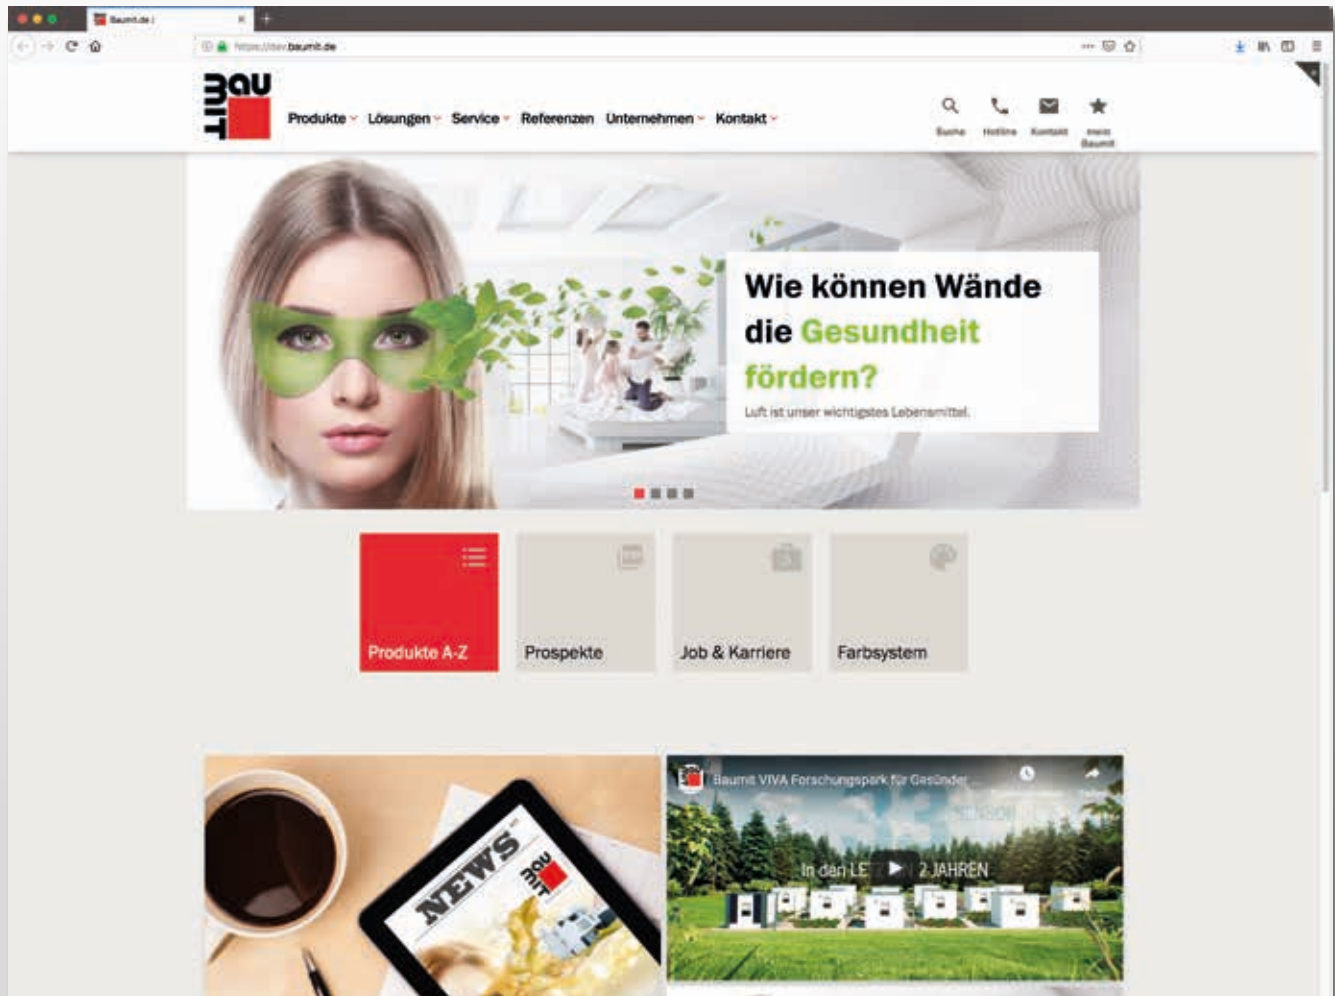 Baumit.de |
https://dev.baumit.de
bau
mit
Produkte Lösungen Service Referenzen Unternehmen Kontakt
Suche Hotline Kontakt mein
Baumit
Wie können Wände
die Gesundheit
fördern?
Luft ist unser wichtigstes Lebensmittel.
Produkte A-Z Prospekte Job & Karriere Farbsystem
NEWS
bau
mit
Baumit VIVA Forschungspark für Gesünder ...
In den LE 2 JAHREN